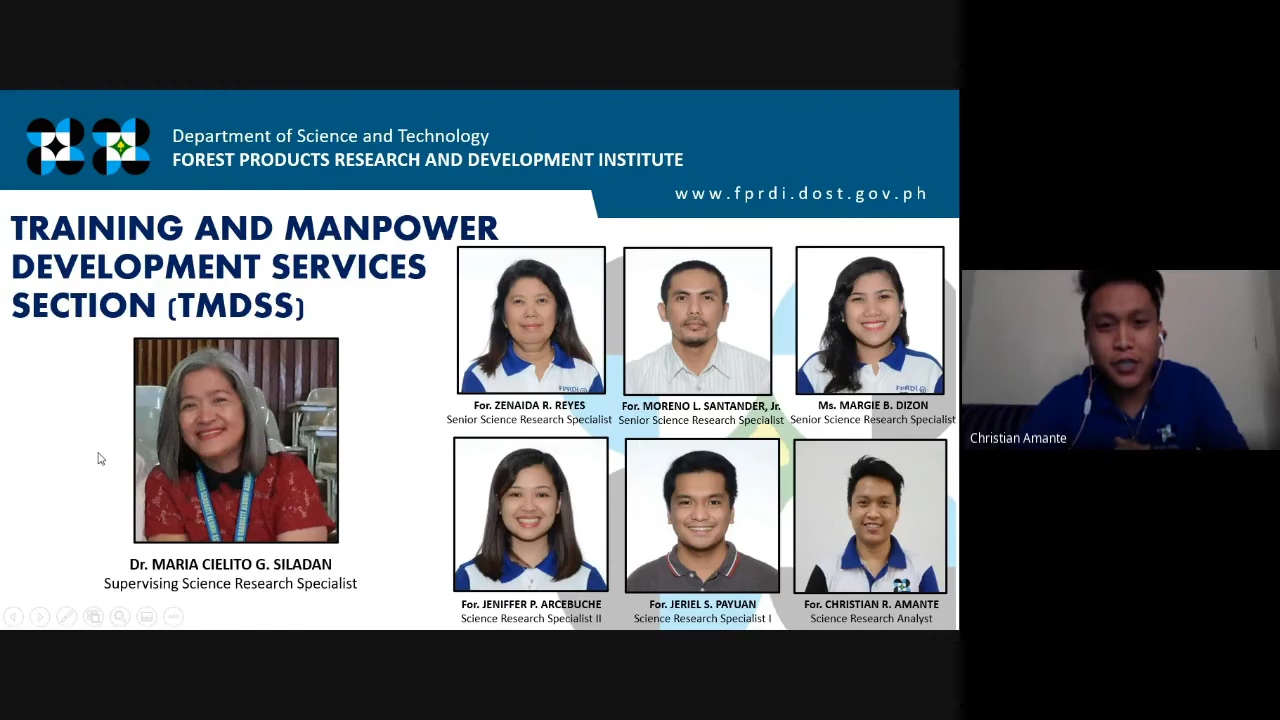 Department of Science and Technology
FOREST PRODUCTS RESEARCH AND DEVELOPMENT INSTITUTE
www.fprdi.dost.gov.ph
TRAINING AND MANPOWER
DEVELOPMENT SERVICES
SECTION (TMDSS)
FPRDI
FPRDI
For. ZENAIDA R. REYES
Senior Science Research Specialist
For. MORENO L. SANTANDER, Jr.
Senior Science Research Specialist
Ms. MARGIE B. DIZON
Senior Science Research Specialist
Christian Amante
Dr. MARIA CIELITO G. SILADAN
Supervising Science Research Specialist
For. JENIFFER P. ARCEBUCHE
Science Research Specialist II
For. JERIEL S. PAYUAN
Science Research Specialist I
For. CHRISTIAN R. AMANTE
Science Research Analyst